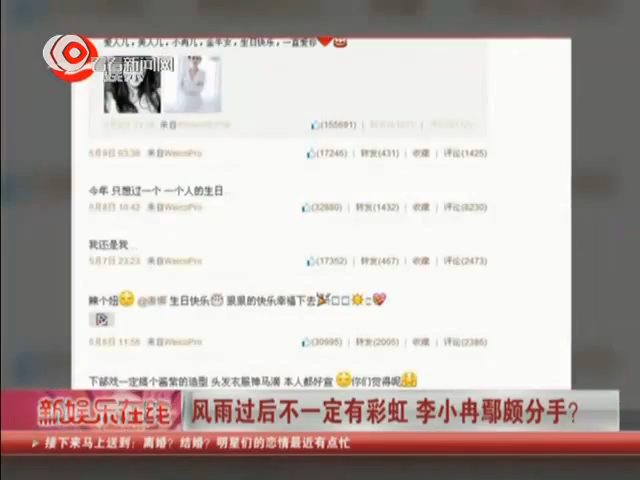 爱人儿，美人儿，小冉儿，金牛女，生日快乐，一直爱你
看看新闻网
(155691)
5月9日 03:38 来自WeicoPro (17246) | 转发(431) | 收藏 | 评论(1425)
今年 只想过一个 一个人的生日
5月8日 10:42 来自WeicoPro (32880) | 转发(1432) | 收藏 | 评论(8230)
我还是我...
5月7日 23:23 来自WeicoPro (17352) | 转发(467) | 收藏 | 评论(2473)
生日快乐 狠狠的快乐幸福下去
5月6日 11:58 来自WeicoPro (30895) | 转发(2005) | 收藏 | 评论(2385)
下部戏一定搞个酱紫的造型 头发衣服神马滴 本人都好宣 你们觉得呢
新娱乐在线 风雨过后不一定有彩虹 李小冉鄢颇分手?
接下来马上送到：离婚？结婚？明星们的恋情最近有点忙